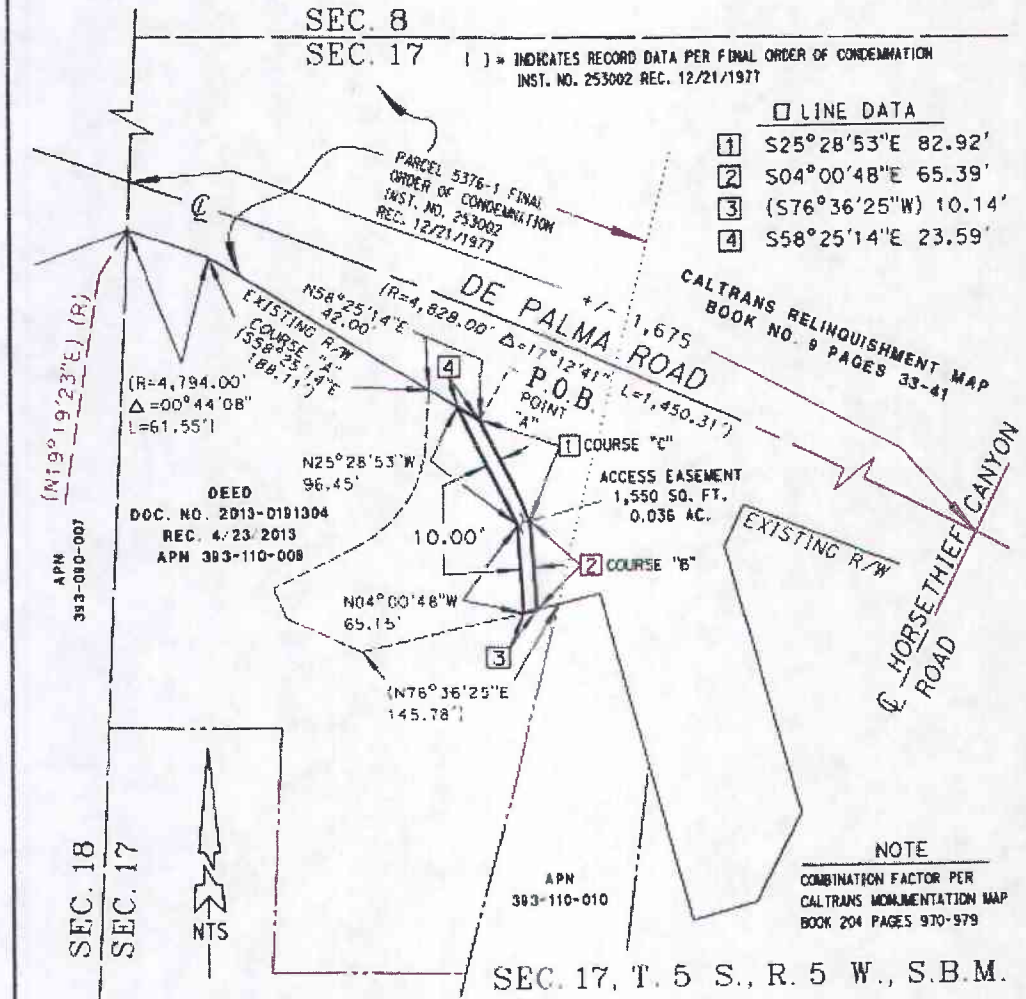 SEC. 8
SEC. 17
( ) = INDICATES RECORD DATA PER FINAL ORDER OF CONDEMNATION
INST. NO. 253002 REC. 12/21/1977
LINE DATA
1 S25°28'53"E 82.92'
2 S04°00'48"E 65.39'
3 (S76°36'25"W) 10.14'
4 S58°25'14"E 23.59'
PARCEL 5376-1 FINAL
ORDER OF CONDEMNATION
INST. NO. 253002
REC. 12/21/1977
℄
DE PALMA ROAD
+/- 1,675
(R=4,828.00' Δ=17°12'41" L=1,450.31')
CALTRANS RELINQUISHMENT MAP
BOOK NO. 9 PAGES 33-41
N58°25'14"E
42.00'
EXISTING R/W
COURSE "A"
(S58°25'14"E
188.11')
(N19°19'23"E) (R)
(R=4,794.00'
Δ=00°44'08"
L=61.55')
4
P.O.B.
POINT
"A"
1 COURSE "C"
N25°28'53"W
96.45'
ACCESS EASEMENT
1,550 SQ. FT.
0.036 AC.
DEED
DOC. NO. 2013-0191304
REC. 4/23/2013
APN 393-110-008
APN
393-080-007
10.00'
2 COURSE "B"
EXISTING R/W
N04°00'48"W
65.15'
3
(N76°36'25"E
145.78')
℄ HORSETHIEF CANYON
ROAD
SEC. 18
SEC. 17
NTS
APN
393-110-010
NOTE
COMBINATION FACTOR PER
CALTRANS MONUMENTATION MAP
BOOK 204 PAGES 970-979
SEC. 17, T. 5 S., R. 5 W., S.B.M.